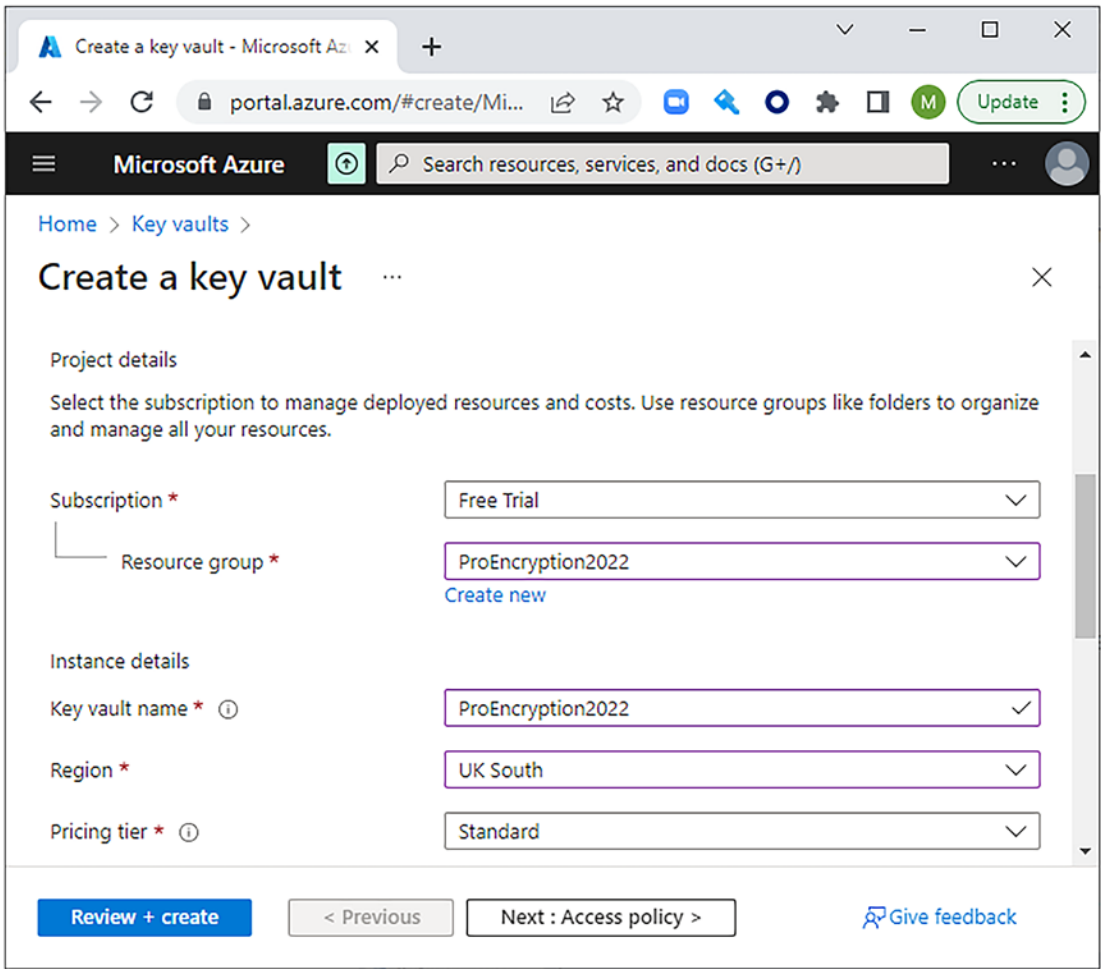 Create a key vault - Microsoft Az
portal.azure.com/#create/Mi...
M
Update
Microsoft Azure
Search resources, services, and docs (G+/)
Home > Key vaults >
Create a key vault ...
Project details
Select the subscription to manage deployed resources and costs. Use resource groups like folders to organize
and manage all your resources.
Subscription * Free Trial
Resource group * ProEncryption2022
Create new
Instance details
Key vault name * ProEncryption2022
Region * UK South
Pricing tier * Standard
Review + create
< Previous
Next : Access policy >
Give feedback